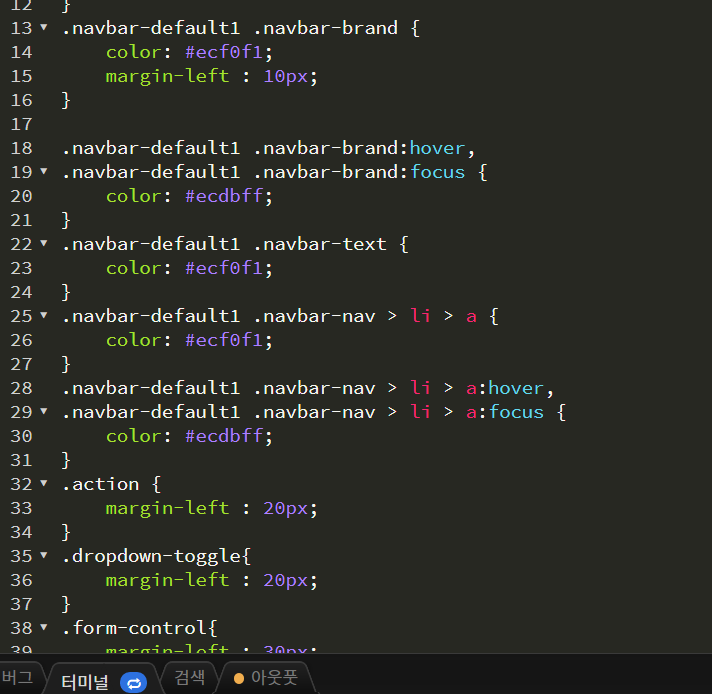 12 }
13 .navbar-default1 .navbar-brand {
14     color: #ecf0f1;
15     margin-left : 10px;
16 }
17
18 .navbar-default1 .navbar-brand:hover,
19 .navbar-default1 .navbar-brand:focus {
20     color: #ecdbff;
21 }
22 .navbar-default1 .navbar-text {
23     color: #ecf0f1;
24 }
25 .navbar-default1 .navbar-nav > li > a {
26     color: #ecf0f1;
27 }
28 .navbar-default1 .navbar-nav > li > a:hover,
29 .navbar-default1 .navbar-nav > li > a:focus {
30     color: #ecdbff;
31 }
32 .action {
33     margin-left : 20px;
34 }
35 .dropdown-toggle{
36     margin-left : 20px;
37 }
38 .form-control{
39     margin-left : 30px;
버그 터미널 검색 아웃풋